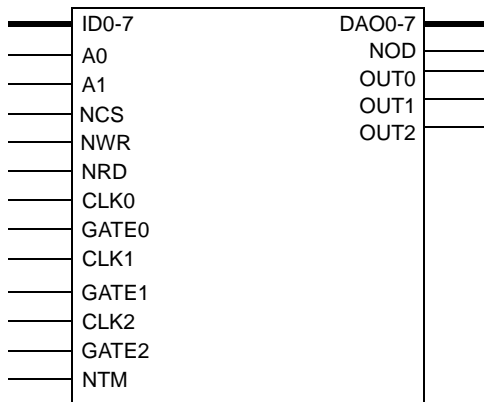 ID0-7 DAO0-7
A0 NOD
A1 OUT0
NCS OUT1
NWR OUT2
NRD
CLK0
GATE0
CLK1
GATE1
CLK2
GATE2
NTM